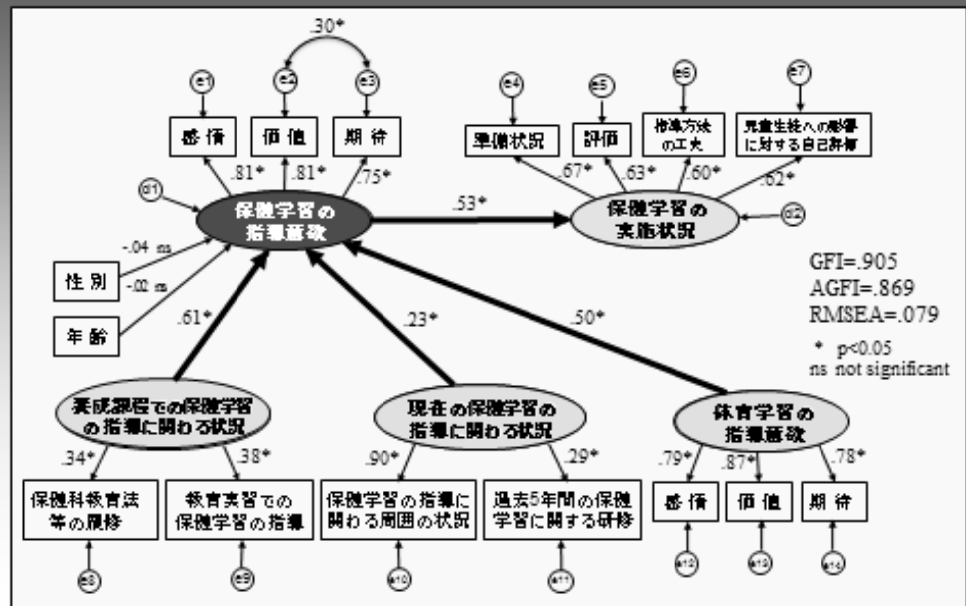 .30*
e1
e2
e3
e4
e5
e6
e7
感情
価値
期待
準備状況
評価
指導方法
の工夫
児童生徒への影響
に対する自己評価
.81*
.81*
.75*
.67*
.63*
.60*
.62*
d1
保健学習の
指導意欲
.53*
保健学習の
実施状況
d2
-.04 ns
性別
-.02 ns
年齢
GFI=.905
AGFI=.869
RMSEA=.079
* p<0.05
ns not significant
.61*
.23*
.50*
養成課程での保健学習
の指導に関わる状況
現在の保健学習の
指導に関わる状況
体育学習の
指導意欲
.34*
.38*
.90*
.29*
.79*
.87*
.78*
保健科教育法
等の履修
教育実習での
保健学習の指導
保健学習の指導に
関わる周囲の状況
過去5年間の保健
学習に関する研修
感情
価値
期待
e8
e9
e10
e11
e12
e13
e14